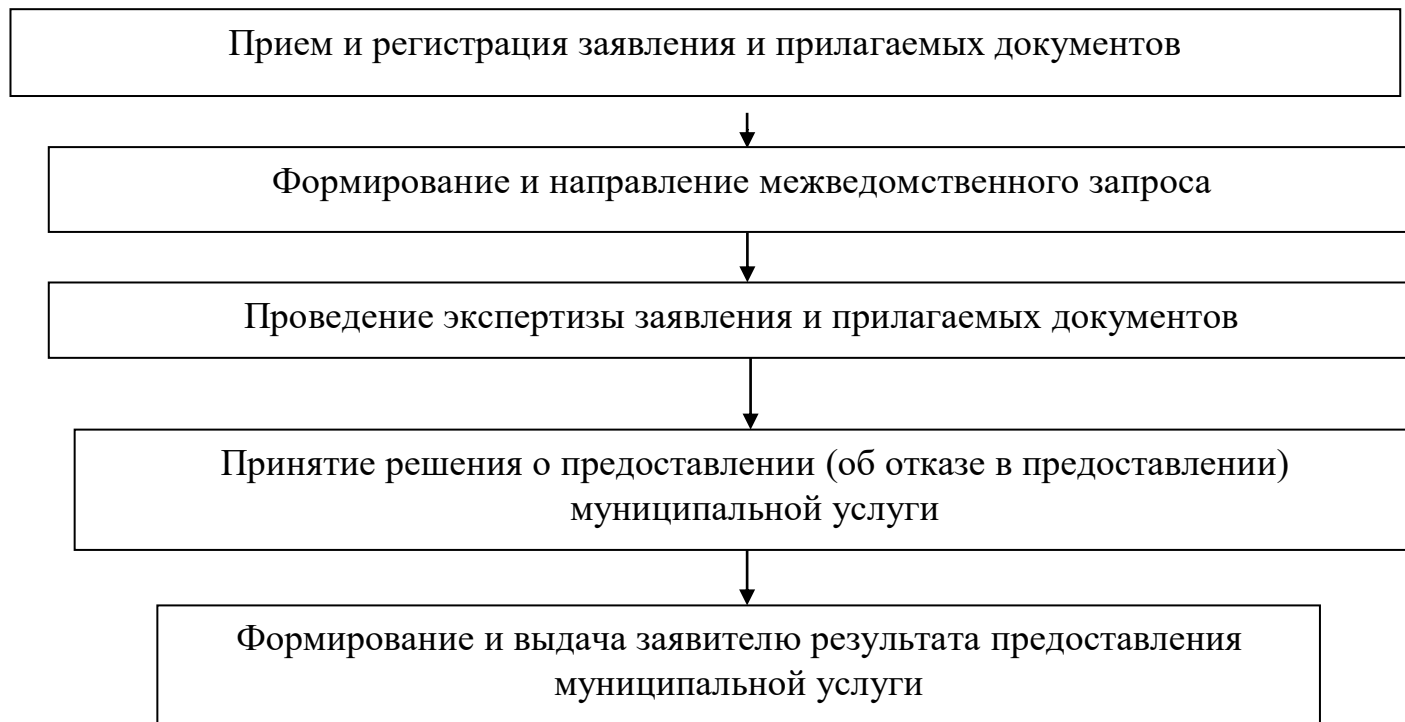 Прием и регистрация заявления и прилагаемых документов
Формирование и направление межведомственного запроса
Проведение экспертизы заявления и прилагаемых документов
Принятие решения о предоставлении (об отказе в предоставлении)
муниципальной услуги
Формирование и выдача заявителю результата предоставления
муниципальной услуги